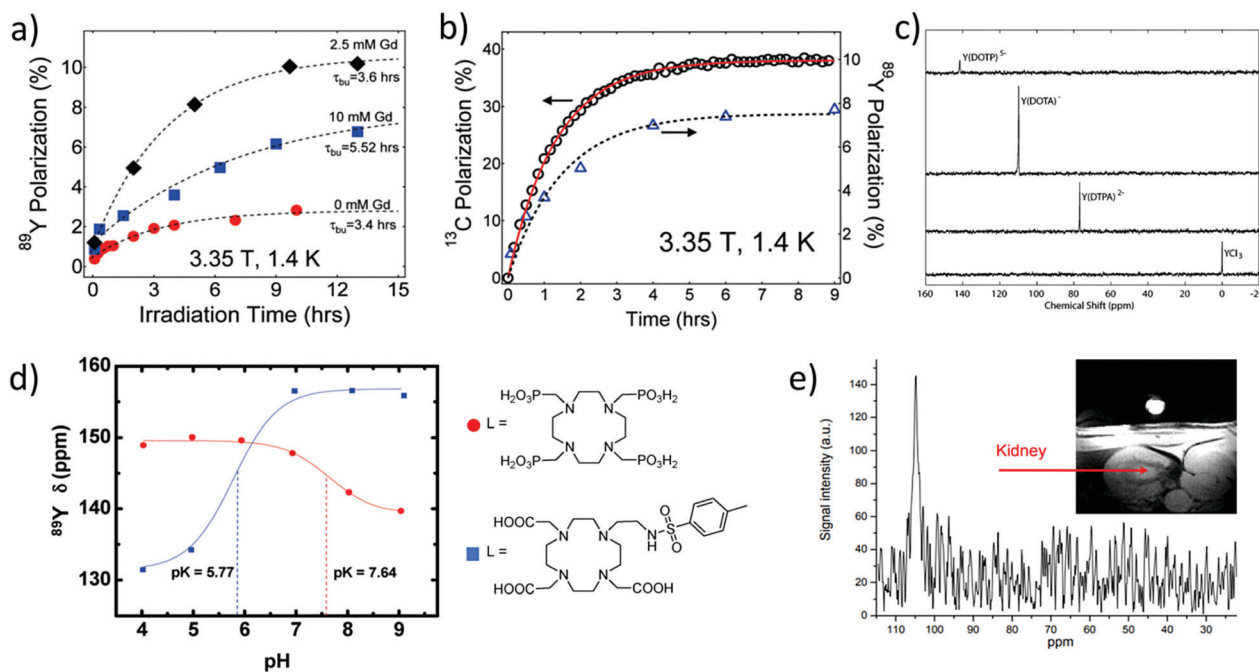 a)
⁸⁹Y Polarization (%)
10
8
6
4
2
0
2.5 mM Gd
τbu=3.6 hrs
10 mM Gd
τbu=5.52 hrs
0 mM Gd
τbu=3.4 hrs
3.35 T, 1.4 K
0 3 6 9 12 15
Irradiation Time (hrs)
b)
¹³C Polarization (%)
40
30
20
10
0
⁸⁹Y Polarization (%)
10
8
6
4
2
0
3.35 T, 1.4 K
0 1 2 3 4 5 6 7 8 9
Time (hrs)
c)
Y(DOTP)⁵⁻
Y(DOTA)⁻
Y(DTPA)²⁻
YCl₃
160 140 120 100 80 60 40 20 0 -20
Chemical Shift (ppm)
d)
⁸⁹Y δ (ppm)
160
150
140
130
pK = 5.77
pK = 7.64
4 5 6 7 8 9
pH
L =
H₂O₃P
PO₃H₂
N
N
N
N
H₂O₃P
PO₃H₂
L =
HOOC
N
N
N
H
S
O
O
N
N
HOOC
COOH
e)
Signal intensity (a.u.)
140
120
100
80
60
40
20
0
Kidney
110 100 90 80 70 60 50 40 30
ppm